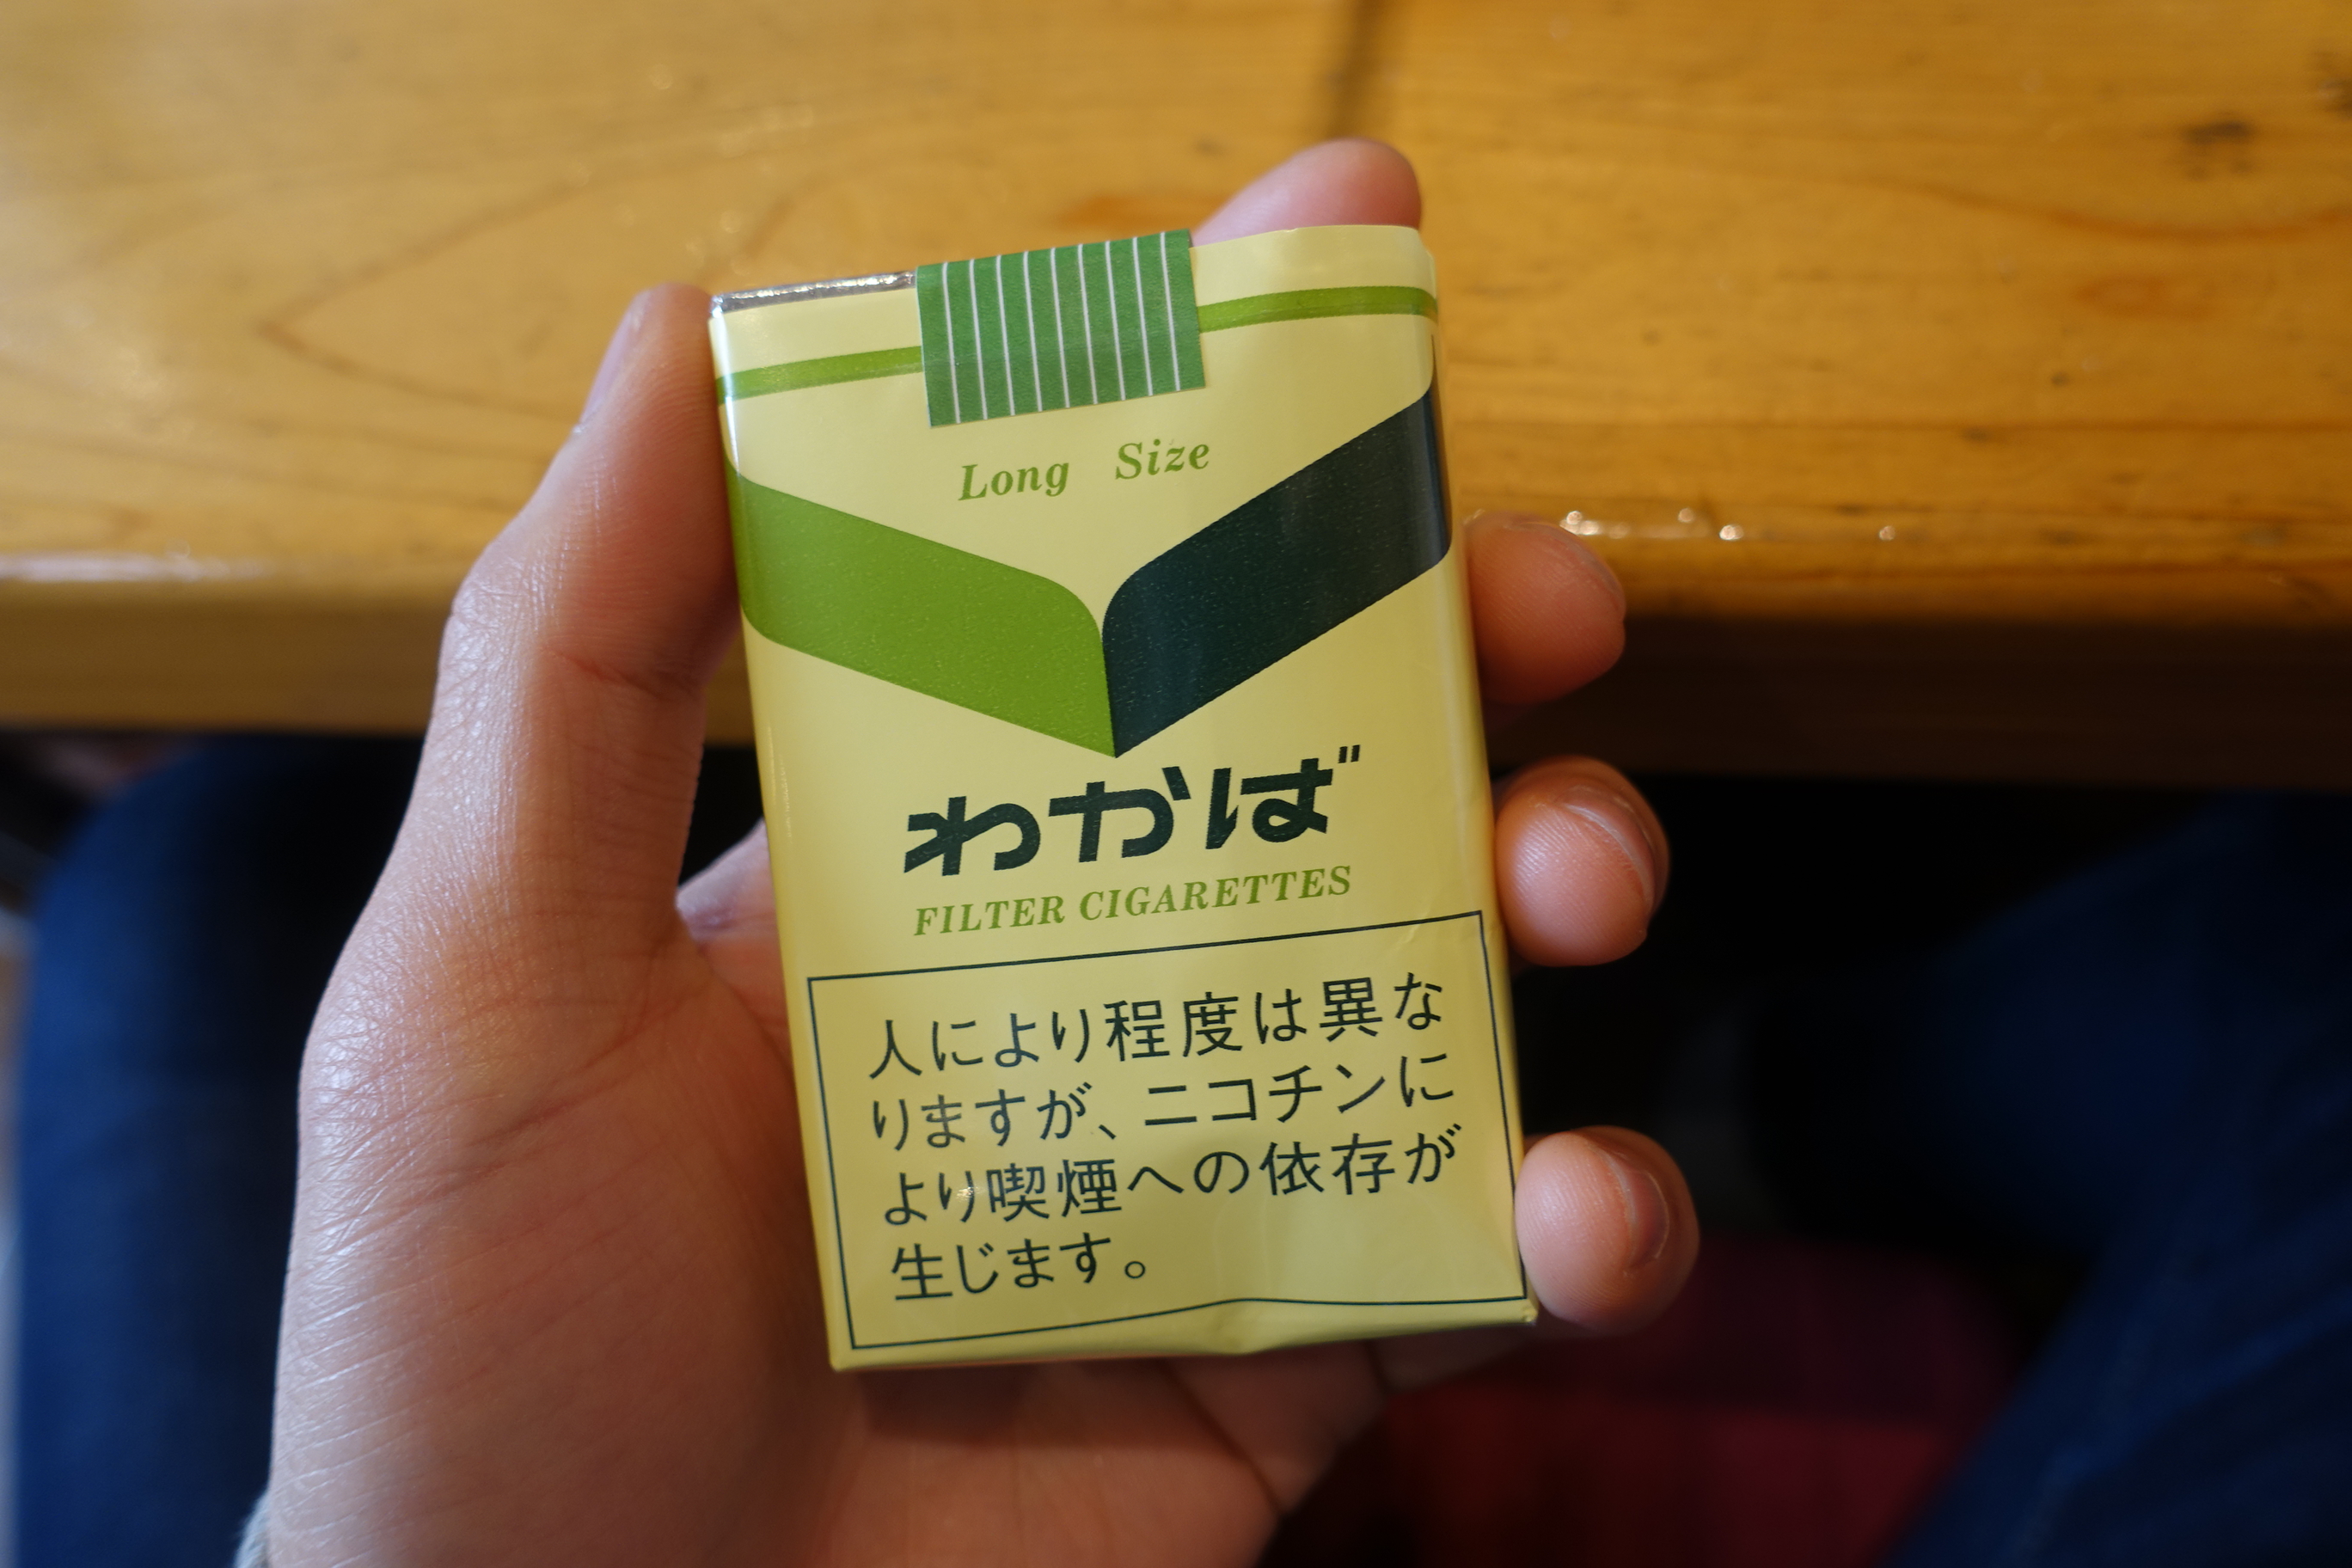 Long Size
わかば
FILTER CIGARETTES
人により程度は異な
りますが、ニコチンに
より喫煙への依存が
生じます。